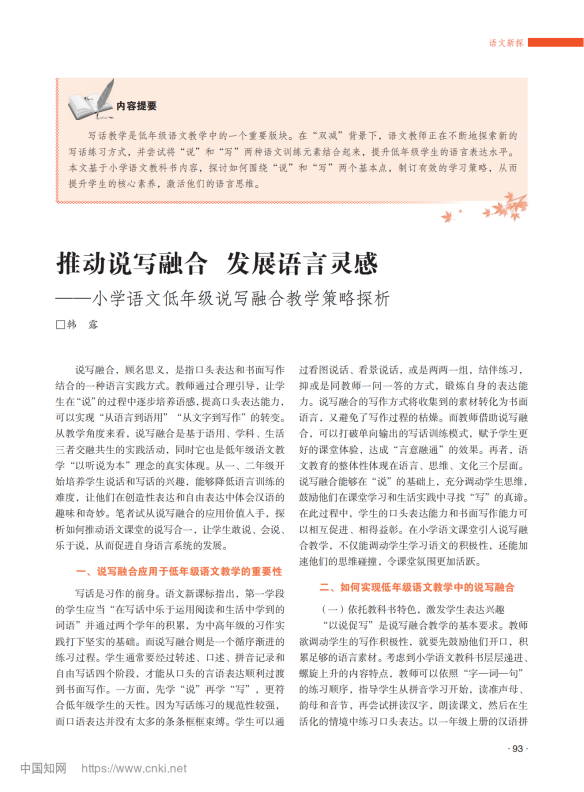 语文新探
内容提要
写话教学是低年级语文教学中的一个重要版块。在“双减”背景下，语文教师正在不断地探索新的
写话练习方式，并尝试将“说”和“写”两种语文训练元素结合起来，提升低年级学生的语言表达水平。
本文基于小学语文教科书内容，探讨如何围绕“说”和“写”两个基本点，制订有效的学习策略，从而
提升学生的核心素养，激活他们的语言思维。
推动说写融合 发展语言灵感
——小学语文低年级说写融合教学策略探析
□韩 露
说写融合，顾名思义，是指口头表达和书面写作
结合的一种语言实践方式。教师通过合理引导，让学
生在“说”的过程中逐步培养语感，提高口头表达能力，
可以实现“从语言到语用”“从文字到写作”的转变。
从教学角度来看，说写融合是基于语用、学科、生活
三者交融共生的实践活动，同时它也是低年级语文教
学“以听说为本”理念的真实体现。从一、二年级开
始培养学生说话和写话的兴趣，能够降低语言训练的
难度，让他们在创造性表达和自由表达中体会汉语的
趣味和奇妙。笔者试从说写融合的应用价值入手，探
析如何推动语文课堂的说写合一，让学生敢说、会说、
乐于说，从而促进自身语言系统的发展。
一、说写融合应用于低年级语文教学的重要性
写话是习作的前身。语文新课标指出，第一学段
的学生应当“在写话中乐于运用阅读和生活中学到的
词语”并通过两个学年的积累，为中高年级的习作实
践打下坚实的基础。而说写融合则是一个循序渐进的
练习过程。学生通常要经过转述、口述、拼音记录和
自由写话四个阶段，才能从口头的言语表达顺利过渡
到书面写作。一方面，先学“说”再学“写”，更符
合低年级学生的天性。因为写话练习的规范性较强，
而口语表达并没有太多的条条框框束缚。学生可以通
过看图说话、看景说话，或是两两一组，结伴练习，
抑或是同教师一问一答的方式，锻炼自身的表达能
力。说写融合的写作方式将收集到的素材转化为书面
语言，又避免了写作过程的枯燥。而教师借助说写融
合，可以打破单向输出的写话训练模式，赋予学生更
好的课堂体验，达成“言意融通”的效果。再者，语
文教育的整体性体现在语言、思维、文化三个层面。
说写融合能够在“说”的基础上，充分调动学生思维，
鼓励他们在课堂学习和生活实践中寻找“写”的真谛。
在此过程中，学生的口头表达能力和书面写作能力可
以相互促进、相得益彰。在小学语文课堂引入说写融
合教学，不仅能调动学生学习语文的积极性，还能加
速他们的思维碰撞，令课堂氛围更加活跃。
二、如何实现低年级语文教学中的说写融合
（一）依托教科书特色，激发学生表达兴趣
“以说促写”是说写融合教学的基本要求。教师
欲调动学生的写作积极性，就要先鼓励他们开口，积
累足够的语言素材。考虑到小学语文教科书层层递进、
螺旋上升的内容特点，教师可以依照“字—词—句”
的练习顺序，指导学生从拼音学习开始，读准声母、
韵母和音节，再尝试拼读汉字，朗读课文，然后在生
活化的情境中练习口头表达。以一年级上册的汉语拼
·93·
中国知网 https://www.cnki.net